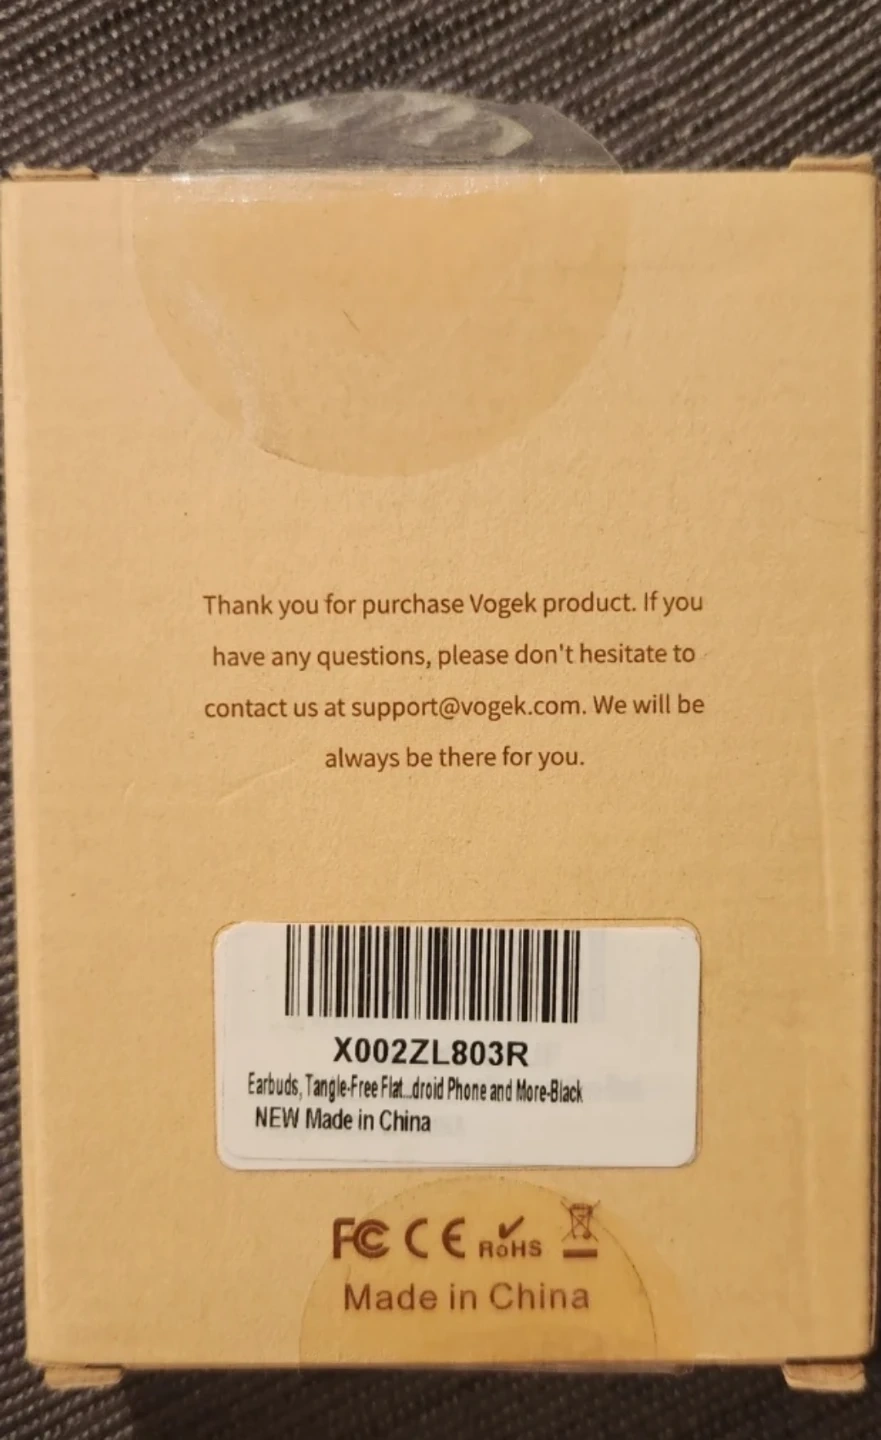 Thank you for purchase Vogek product. If you
have any questions, please don't hesitate to
contact us at support@vogek.com. We will be
always be there for you.
X002ZL803R
Earbuds, Tangle-Free Flat...droid Phone and More-Black
NEW Made in China
FC CE RoHS
Made in China